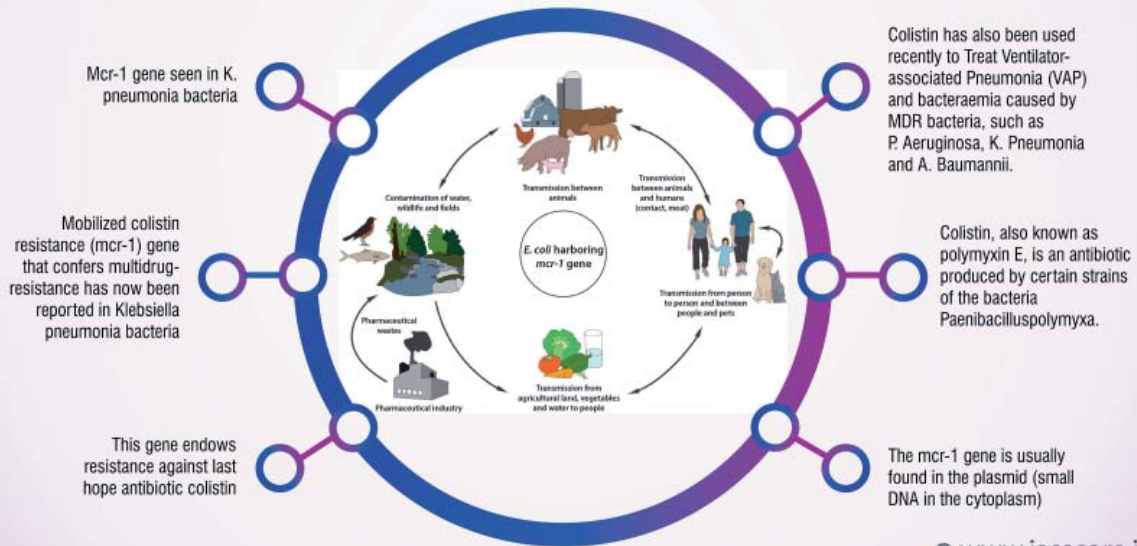 Mcr-1 gene seen in K.
pneumonia bacteria
Mobilized colistin
resistance (mcr-1) gene
that confers multidrug-
resistance has now been
reported in Klebsiella
pneumonia bacteria
This gene endows
resistance against last
hope antibiotic colistin
Transmission between
animals
Contamination of water,
wildlife and fields
Transmission
between animals
and humans
(contact, meat)
E. coli harboring
mcr-1 gene
Transmission from person
to person and between
people and pets
Pharmaceutical
wastes
Pharmaceutical industry
Transmission from
agricultural land, vegetables
and water to people
Colistin has also been used
recently to Treat Ventilator-
associated Pneumonia (VAP)
and bacteraemia caused by
MDR bacteria, such as
P. Aeruginosa, K. Pneumonia
and A. Baumannii.
Colistin, also known as
polymyxin E, is an antibiotic
produced by certain strains
of the bacteria
Paenibacilluspolymyxa.
The mcr-1 gene is usually
found in the plasmid (small
DNA in the cytoplasm)